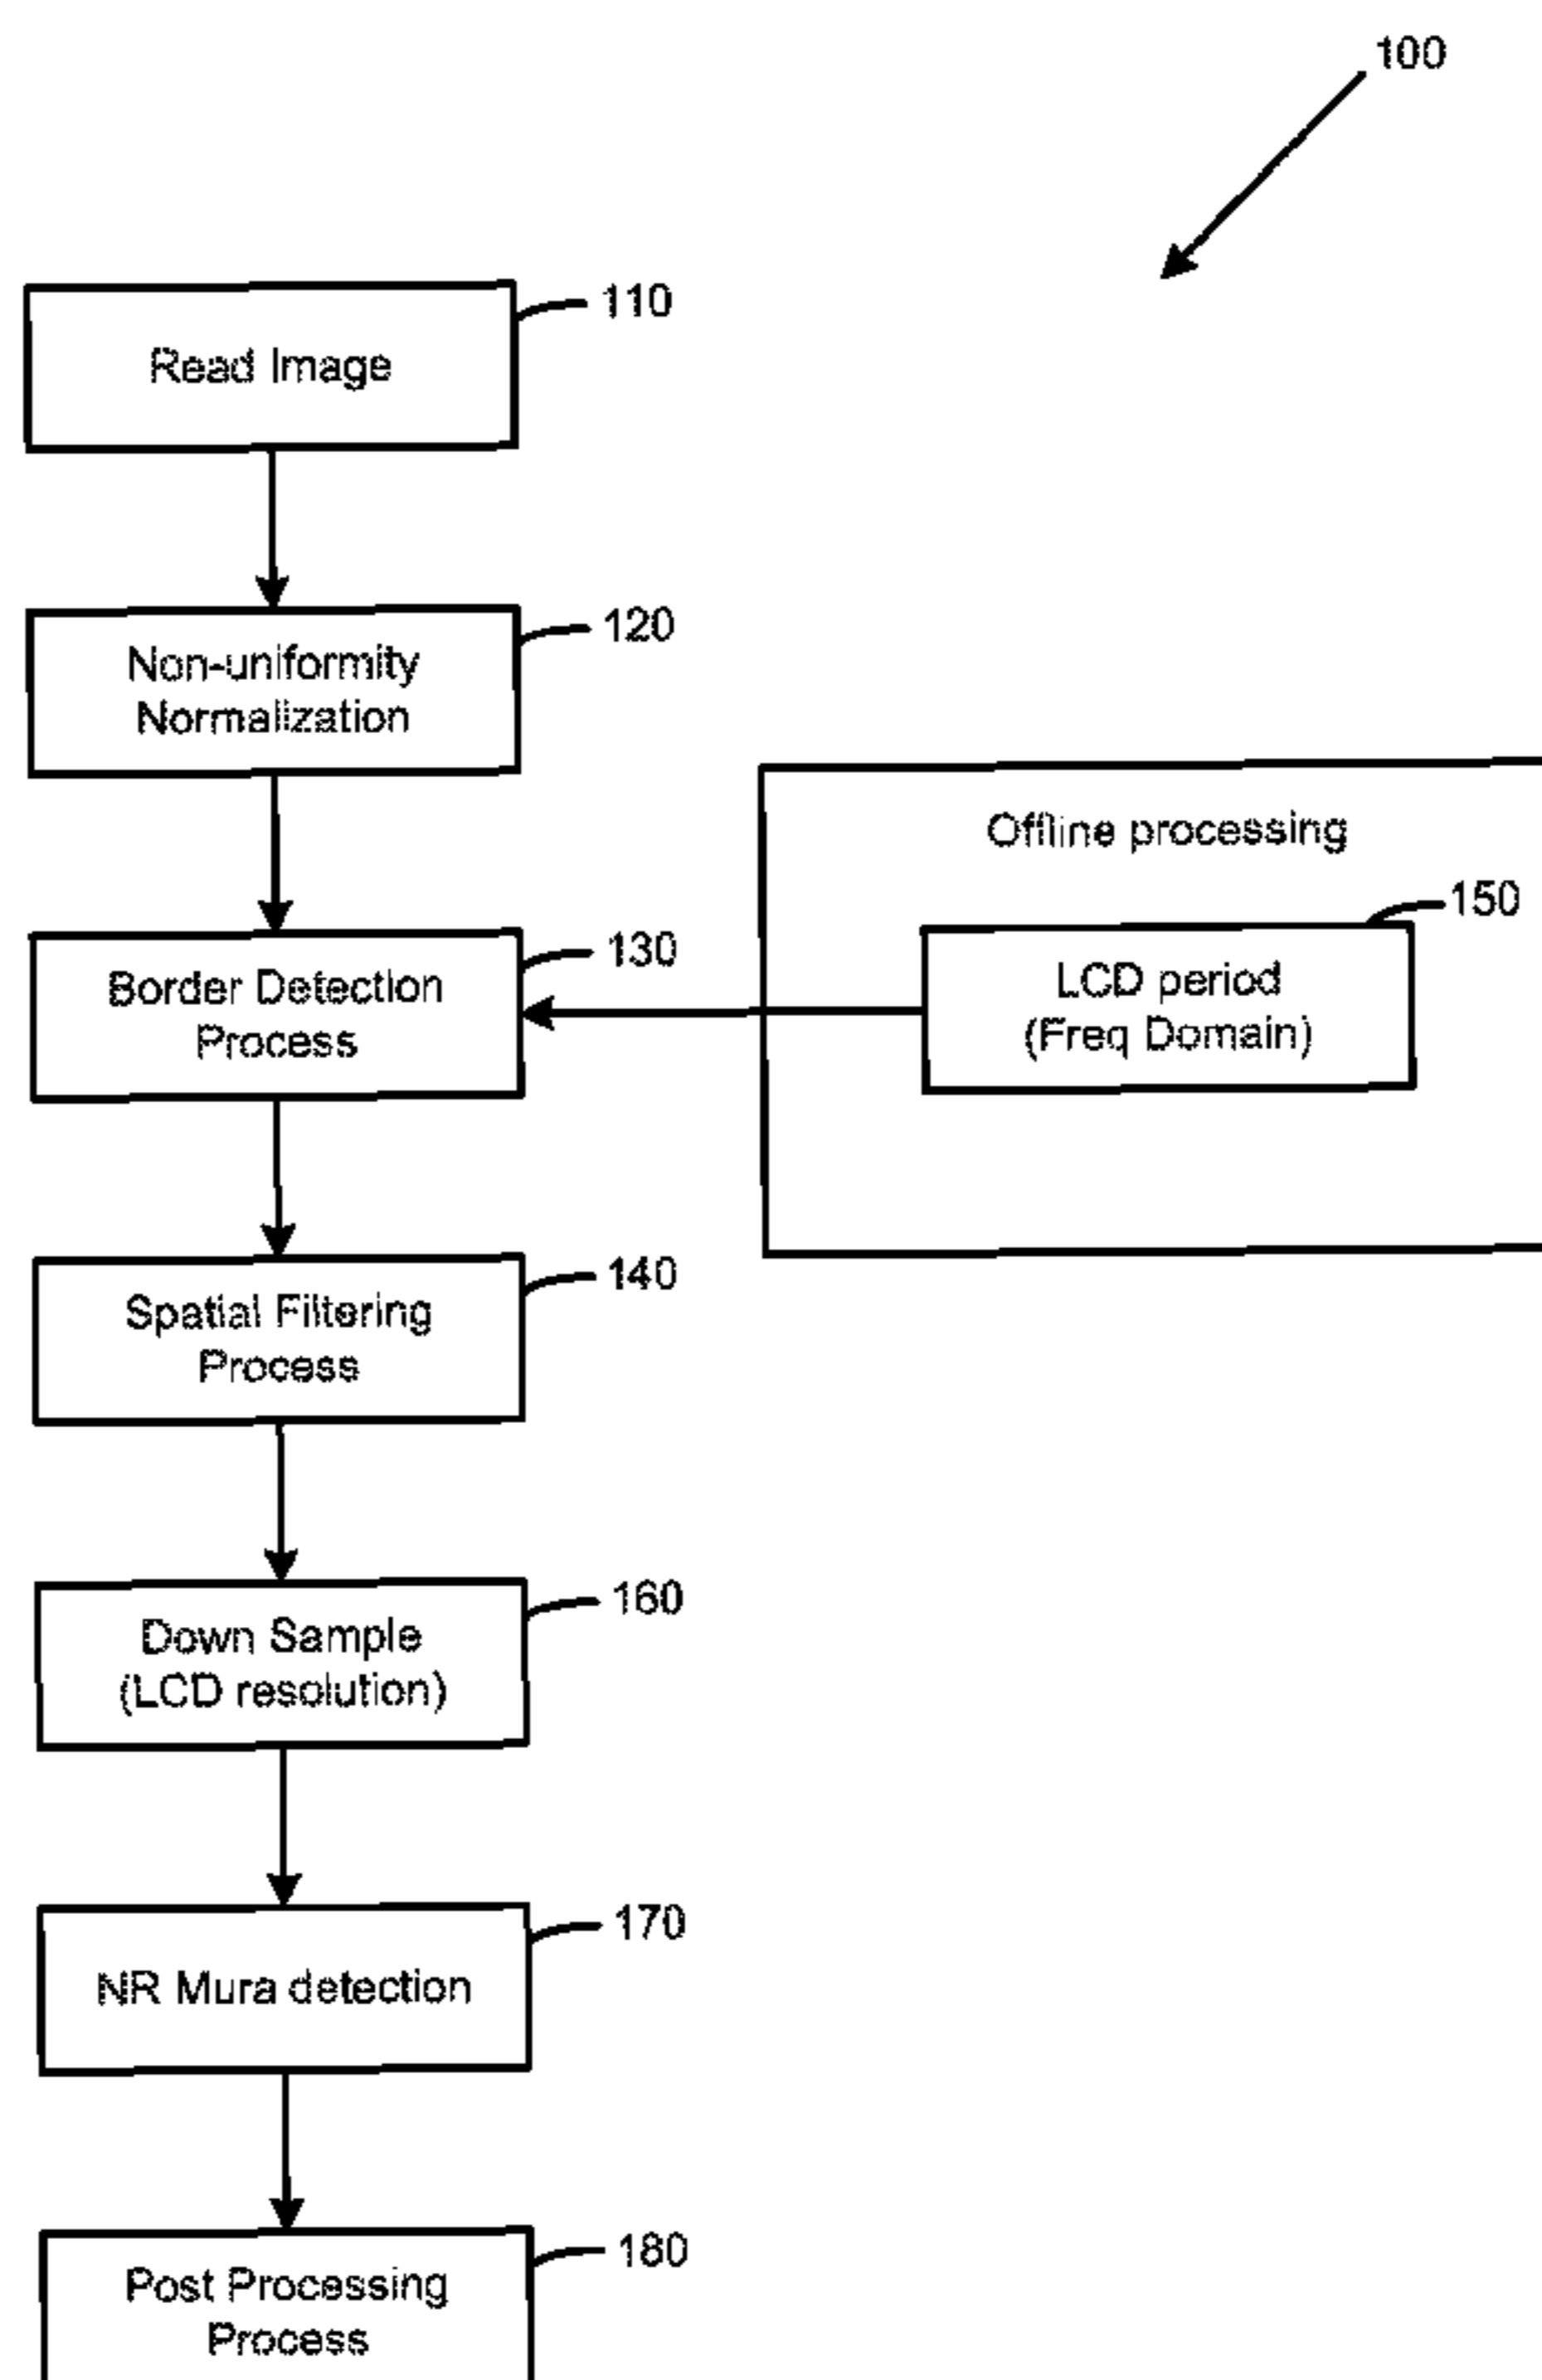 100
110
Read Image
120
Non-uniformity
Normalization
Offline processing
150
130
LCD period
(Freq Domain)
Border Detection
Process
140
Spatial Filtering
Process
160
Down Sample
(LCD resolution)
170
NR Mura detection
180
Post Processing
Process